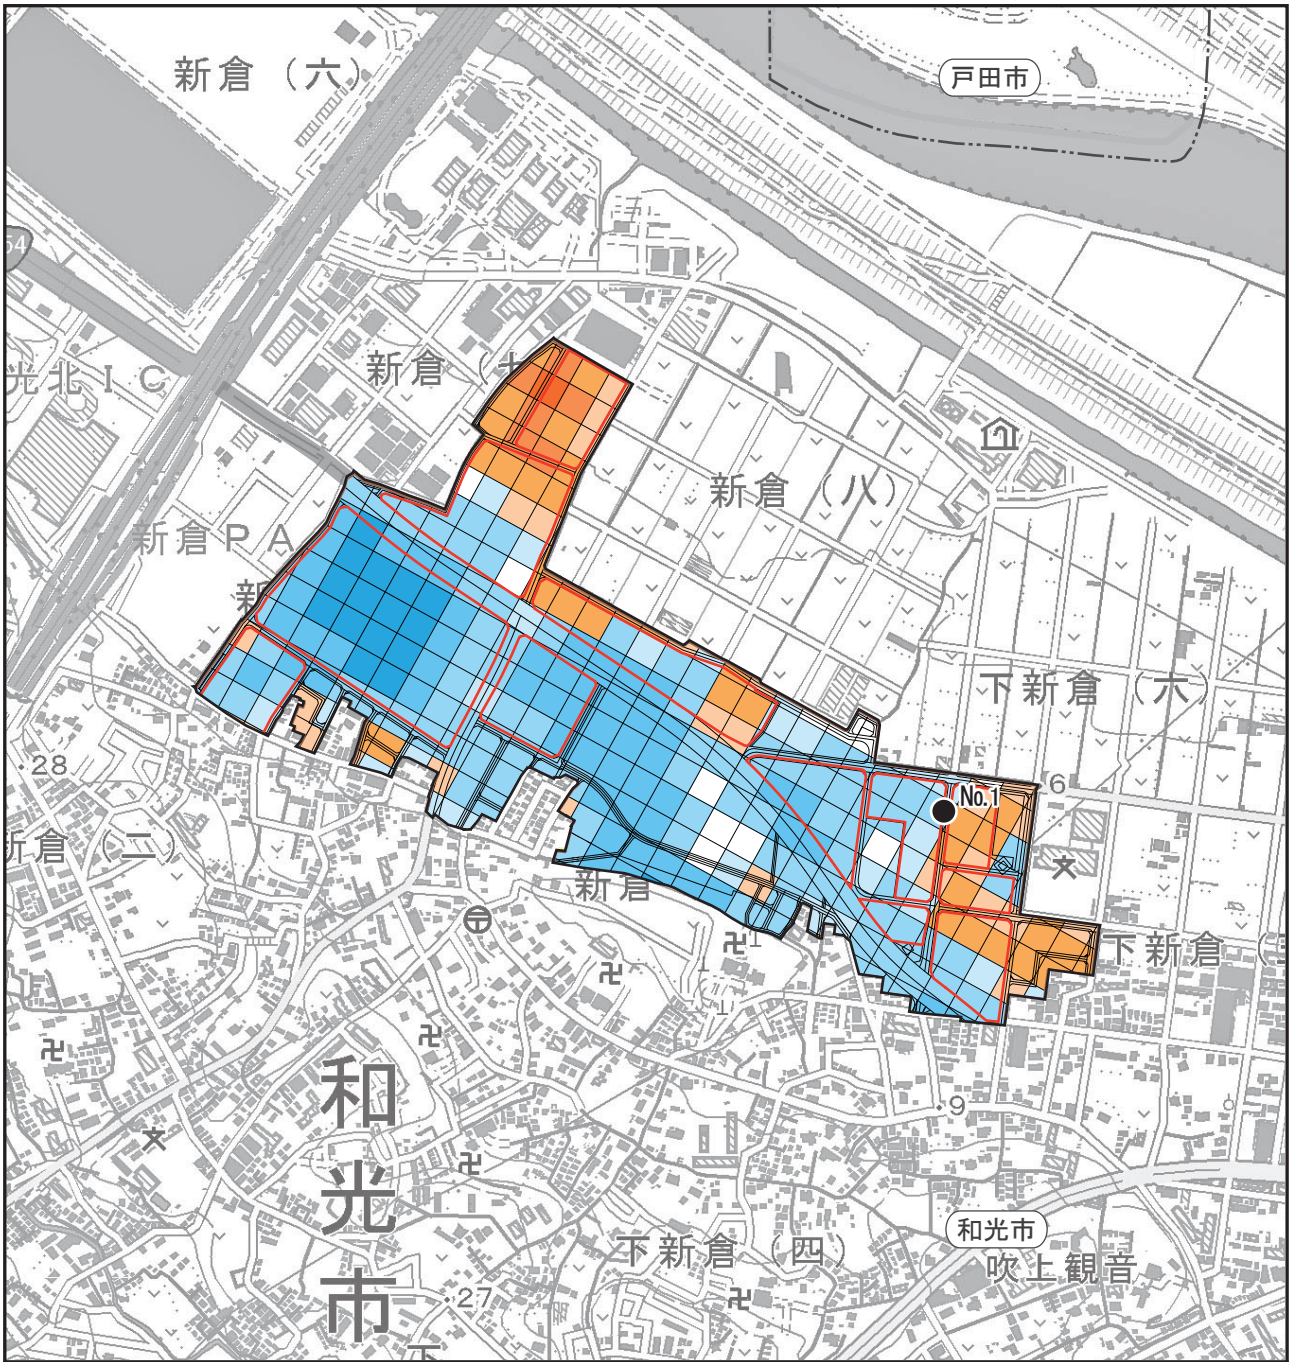 戸田市
新倉（六）
54
新倉（
光北ＩＣ
新倉（八）
新倉ＰＡ
新
下新倉（六）
・28
6
No.1
新倉（二）
新倉
下新倉（
和光市
・9
和光市
下新倉（四）
吹上観音
・27
下